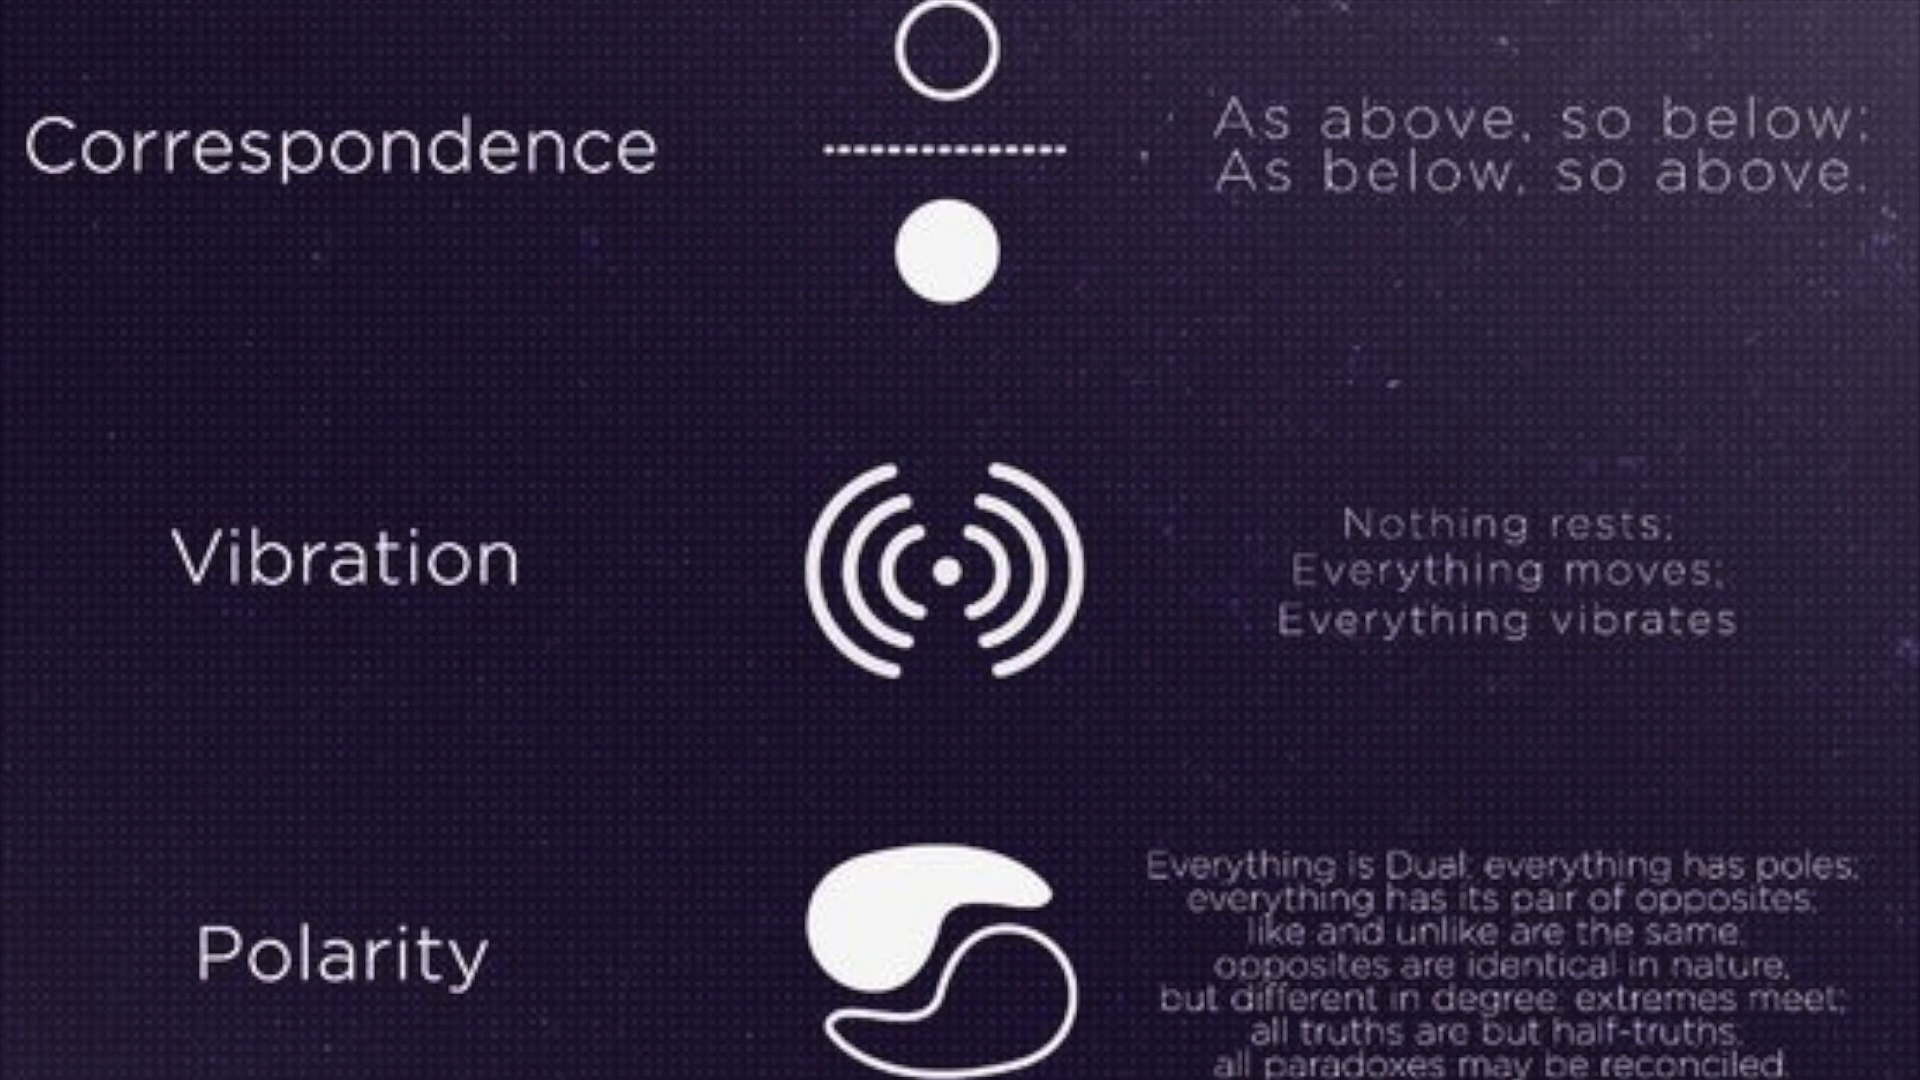 Correspondence
As above, so below;
As below, so above.
Vibration
Nothing rests;
Everything moves;
Everything vibrates
Polarity
Everything is Dual; everything has poles;
everything has its pair of opposites;
like and unlike are the same;
opposites are identical in nature,
but different in degree; extremes meet;
all truths are but half-truths;
all paradoxes may be reconciled.